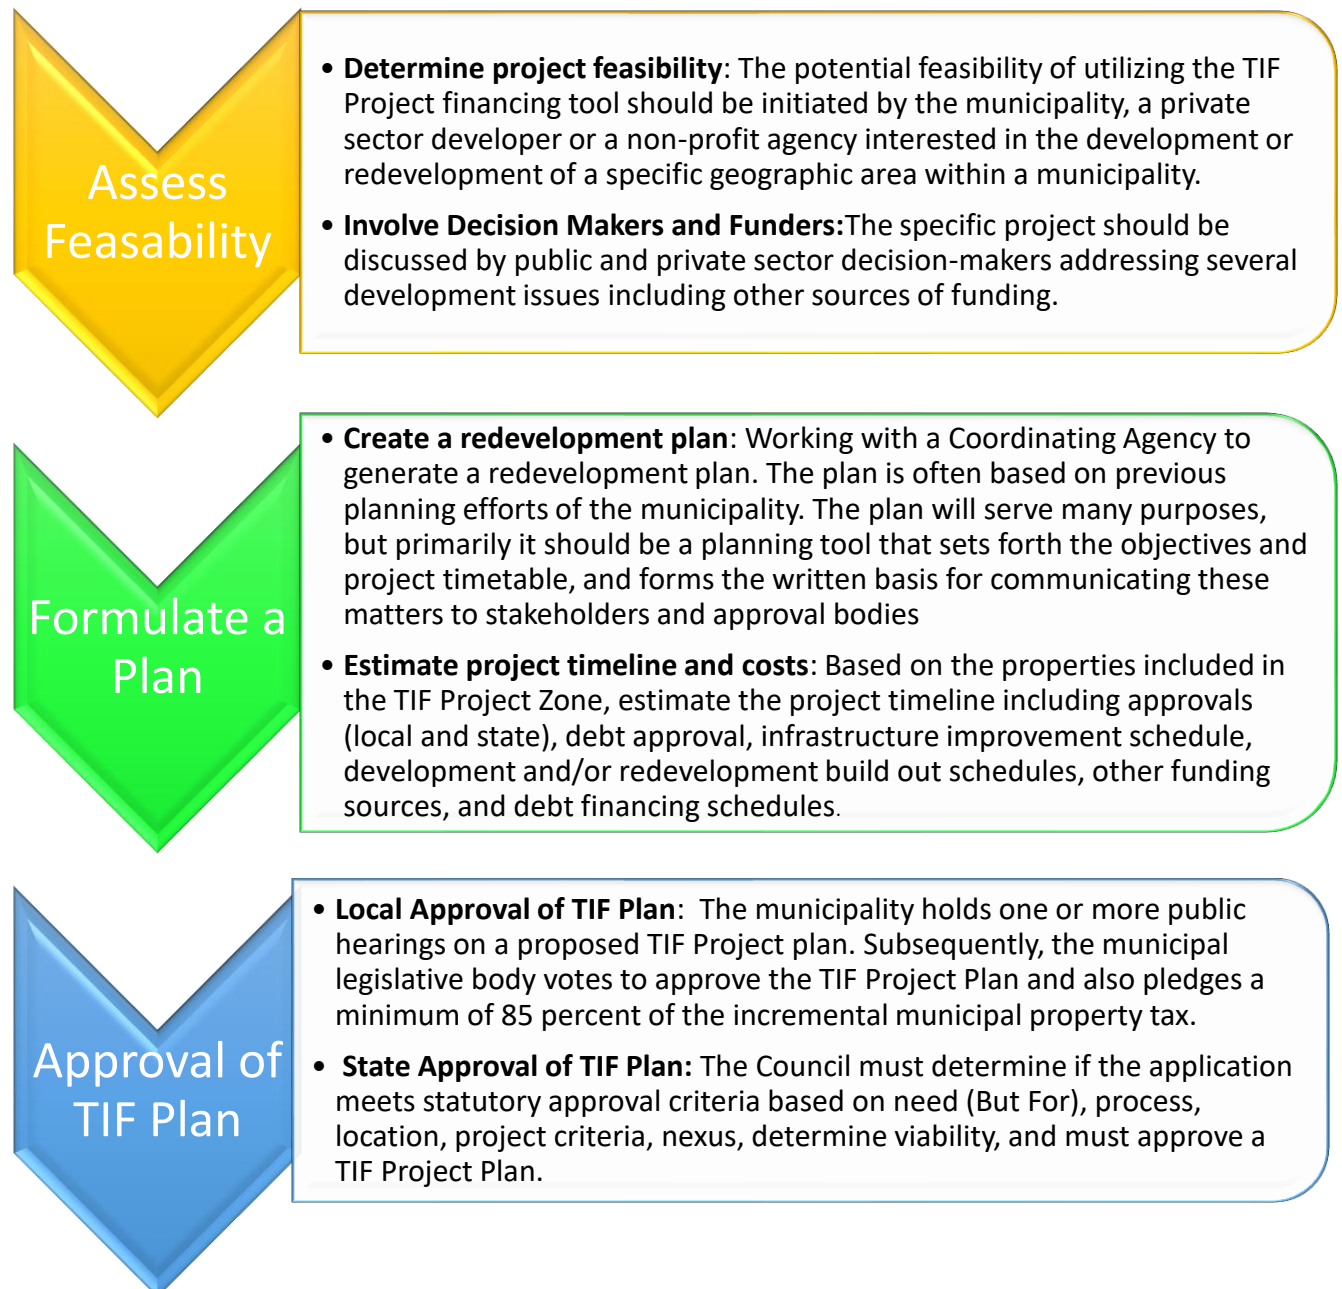 Assess
Feasability
• Determine project feasibility: The potential feasibility of utilizing the TIF
Project financing tool should be initiated by the municipality, a private
sector developer or a non-profit agency interested in the development or
redevelopment of a specific geographic area within a municipality.
• Involve Decision Makers and Funders:The specific project should be
discussed by public and private sector decision-makers addressing several
development issues including other sources of funding.
Formulate a
Plan
• Create a redevelopment plan: Working with a Coordinating Agency to
generate a redevelopment plan. The plan is often based on previous
planning efforts of the municipality. The plan will serve many purposes,
but primarily it should be a planning tool that sets forth the objectives and
project timetable, and forms the written basis for communicating these
matters to stakeholders and approval bodies
• Estimate project timeline and costs: Based on the properties included in
the TIF Project Zone, estimate the project timeline including approvals
(local and state), debt approval, infrastructure improvement schedule,
development and/or redevelopment build out schedules, other funding
sources, and debt financing schedules.
Approval of
TIF Plan
• Local Approval of TIF Plan:  The municipality holds one or more public
hearings on a proposed TIF Project plan. Subsequently, the municipal
legislative body votes to approve the TIF Project Plan and also pledges a
minimum of 85 percent of the incremental municipal property tax.
• State Approval of TIF Plan: The Council must determine if the application
meets statutory approval criteria based on need (But For), process,
location, project criteria, nexus, determine viability, and must approve a
TIF Project Plan.